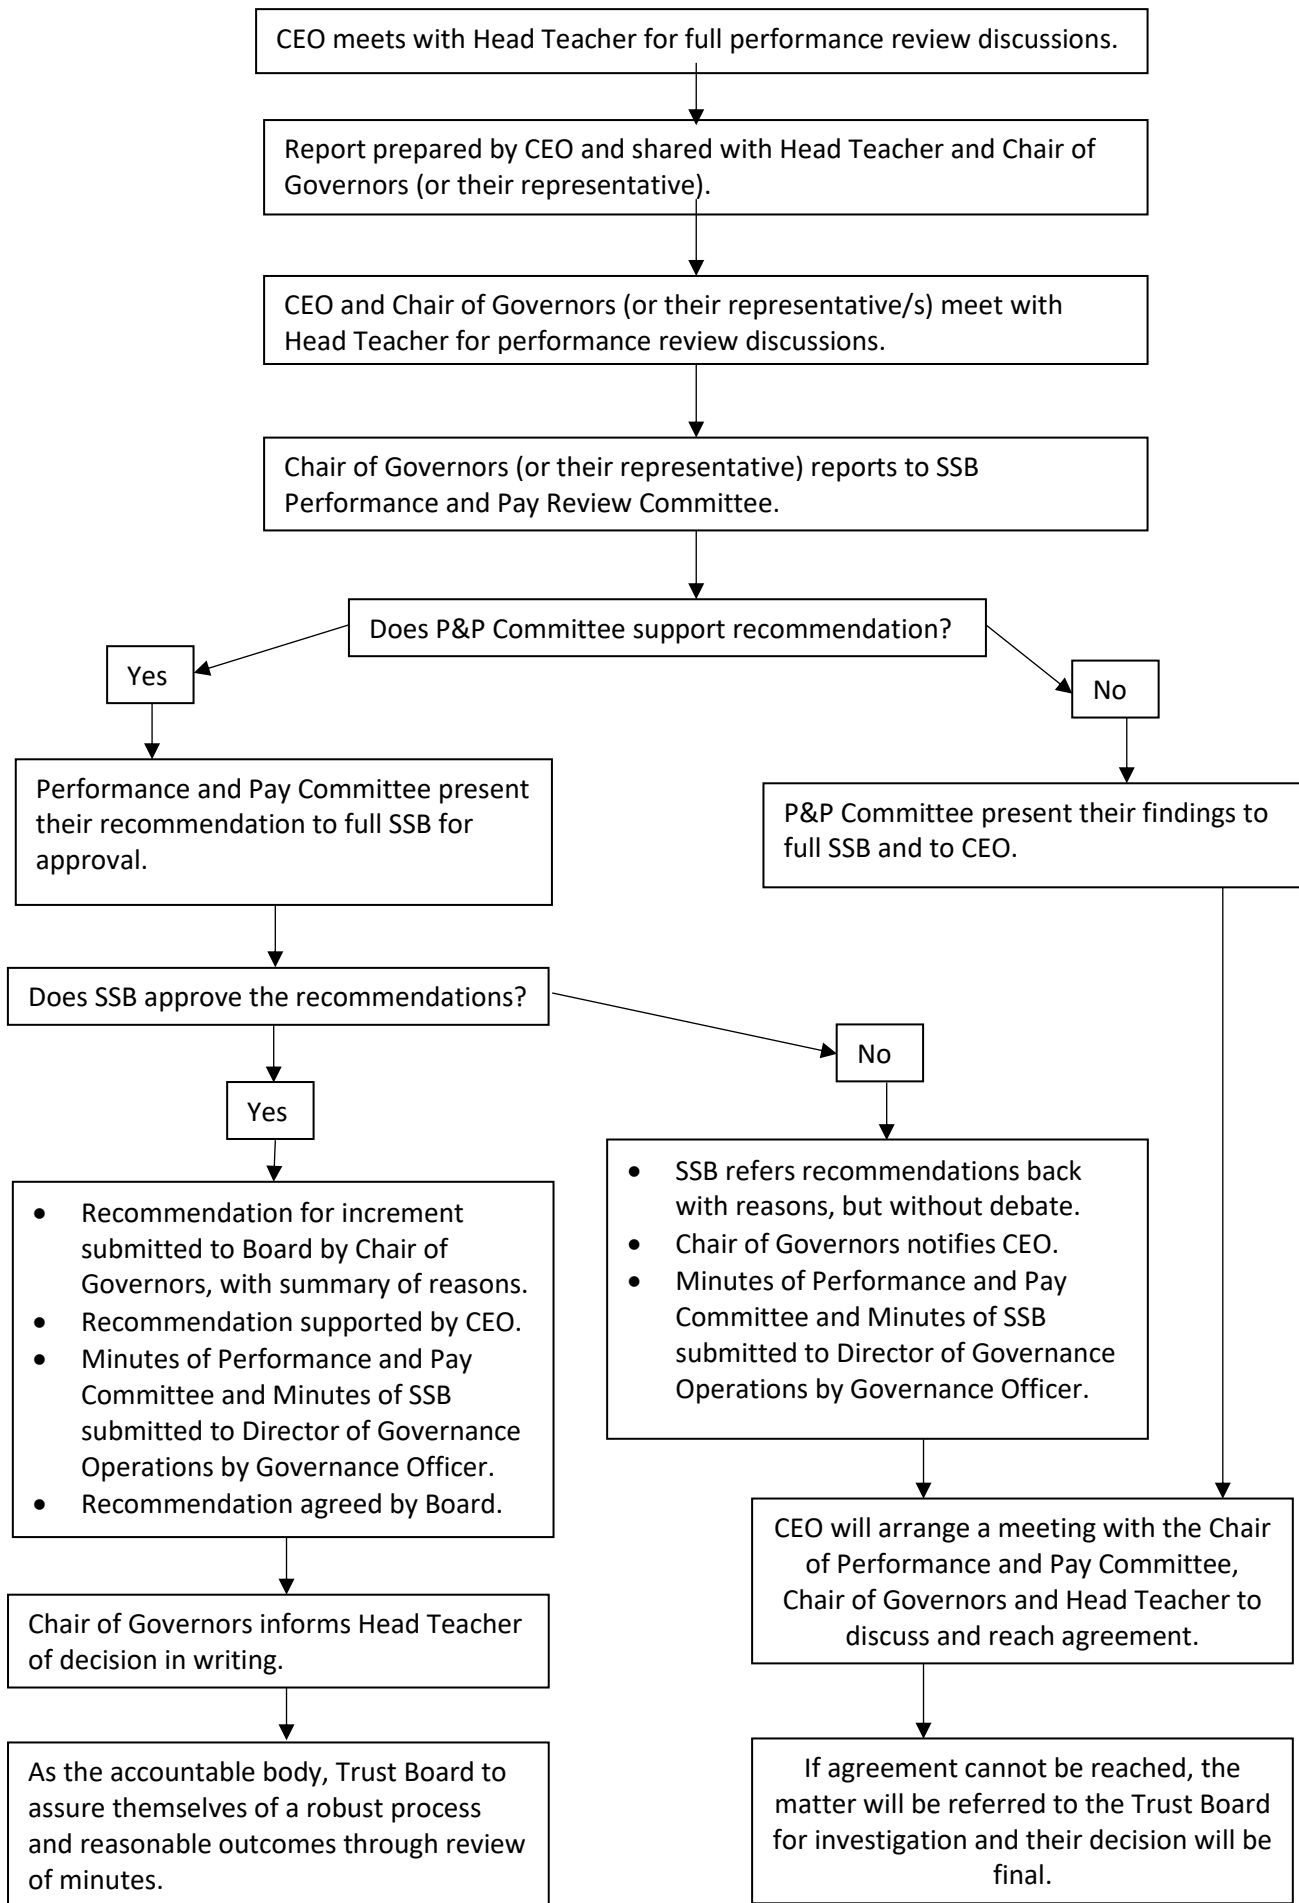 CEO meets with Head Teacher for full performance review discussions.
Report prepared by CEO and shared with Head Teacher and Chair of
Governors (or their representative).
CEO and Chair of Governors (or their representative/s) meet with
Head Teacher for performance review discussions.
Chair of Governors (or their representative) reports to SSB
Performance and Pay Review Committee.
Does P&P Committee support recommendation?
Yes
No
Performance and Pay Committee present
their recommendation to full SSB for
approval.
P&P Committee present their findings to
full SSB and to CEO.
Does SSB approve the recommendations?
No
Yes
• SSB refers recommendations back
with reasons, but without debate.
• Chair of Governors notifies CEO.
• Minutes of Performance and Pay
Committee and Minutes of SSB
submitted to Director of Governance
Operations by Governance Officer.
• Recommendation for increment
submitted to Board by Chair of
Governors, with summary of reasons.
• Recommendation supported by CEO.
• Minutes of Performance and Pay
Committee and Minutes of SSB
submitted to Director of Governance
Operations by Governance Officer.
• Recommendation agreed by Board.
CEO will arrange a meeting with the Chair
of Performance and Pay Committee,
Chair of Governors and Head Teacher to
discuss and reach agreement.
Chair of Governors informs Head Teacher
of decision in writing.
As the accountable body, Trust Board to
assure themselves of a robust process
and reasonable outcomes through review
of minutes.
If agreement cannot be reached, the
matter will be referred to the Trust Board
for investigation and their decision will be
final.